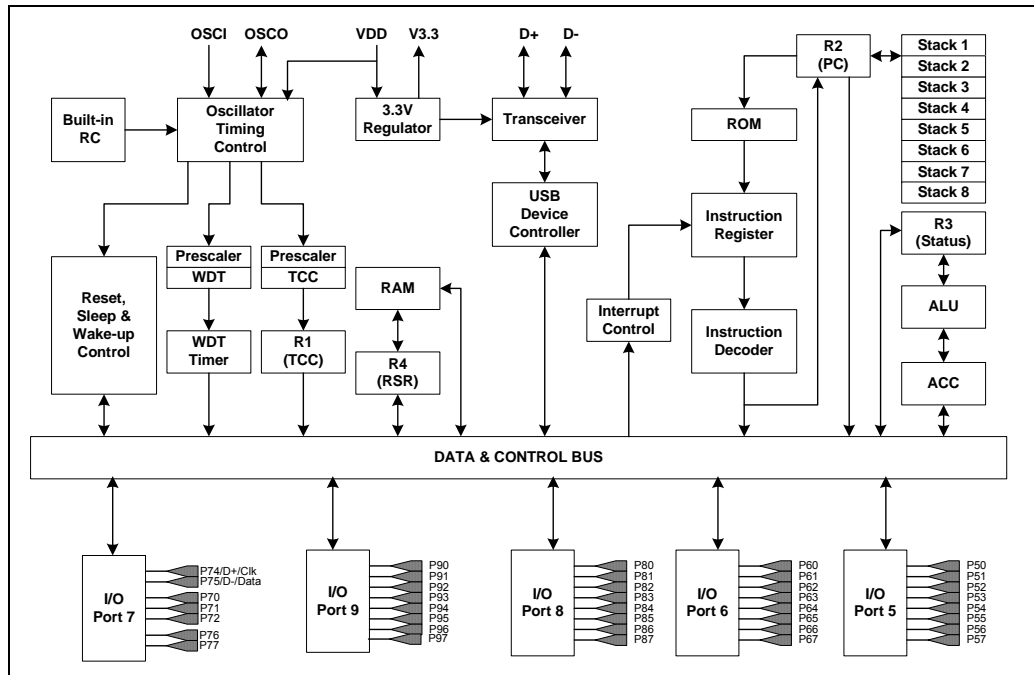 OSCI OSCO VDD V3.3 D+ D-
R2
(PC)
Stack 1
Stack 2
Stack 3
Stack 4
Stack 5
Stack 6
Stack 7
Stack 8
Built-in
RC
Oscillator
Timing
Control
3.3V
Regulator
Transceiver
ROM
USB
Device
Controller
Instruction
Register
R3
(Status)
Prescaler
WDT
Prescaler
TCC
Reset,
Sleep &
Wake-up
Control
RAM
Interrupt
Control
ALU
WDT
Timer
R1
(TCC)
R4
(RSR)
Instruction
Decoder
ACC
DATA & CONTROL BUS
I/O
Port 7
P74/D+/Clk
P75/D-/Data
P70
P71
P72
P76
P77
I/O
Port 9
P90
P91
P92
P93
P94
P95
P96
P97
I/O
Port 8
P80
P81
P82
P83
P84
P85
P86
P87
I/O
Port 6
P60
P61
P62
P63
P64
P65
P66
P67
I/O
Port 5
P50
P51
P52
P53
P54
P55
P56
P57